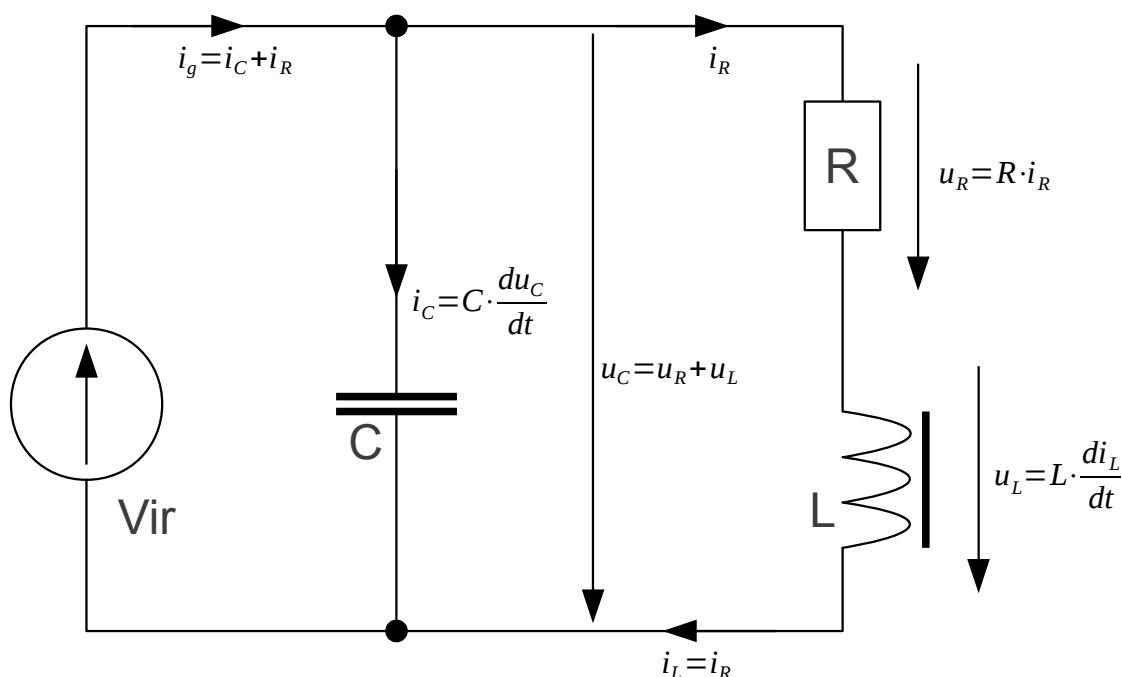 i_g=i_C+i_R
i_R
R
u_R=R·i_R
i_C=C·du_C/dt
u_C=u_R+u_L
C
u_L=L·di_L/dt
Vir
L
i_L=i_R